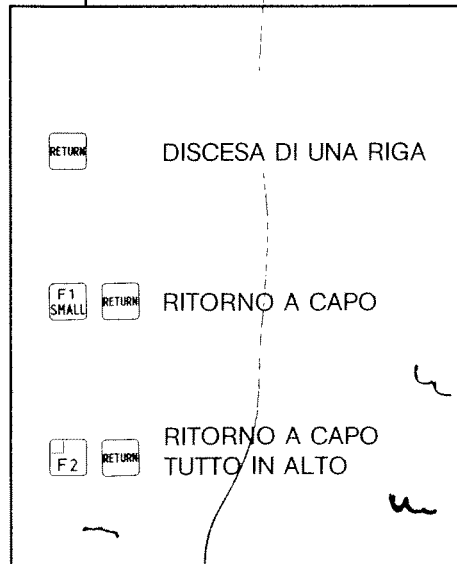 RETURN DISCESA DI UNA RIGA
F1 SMALL RETURN RITORNO A CAPO
F2 RETURN RITORNO A CAPO
TUTTO IN ALTO